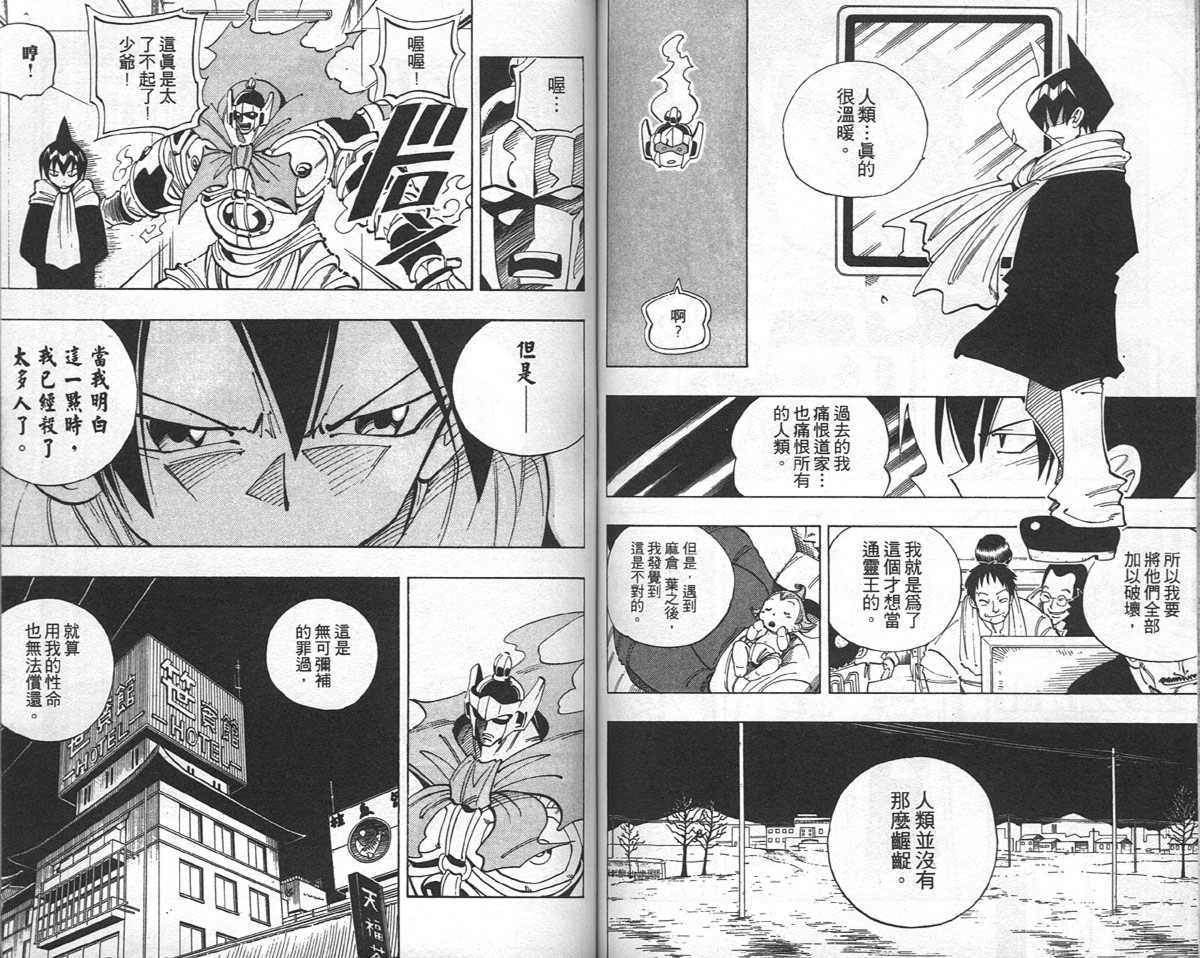 人類…真的
很溫暖。
啊?
過去的我
痛恨道家…
也痛恨所有
的人類。
所以我要
將他們全部
加以破壞,
我就是為了
這個才想當
通靈王的。
但是,遇到
麻倉 葉之後,
我發覺到
這是不對的。
人類並沒有
那麼齷齪。
喔…
喔喔!
這真是太
了不起了!
少爺!
哼!
但是——
當我明白
這一點時,
我已經殺了
太多人了。
這是
無可彌補
的罪過,
就算
用我的性命
也無法償還。
HOTEL
HOTEL
天福